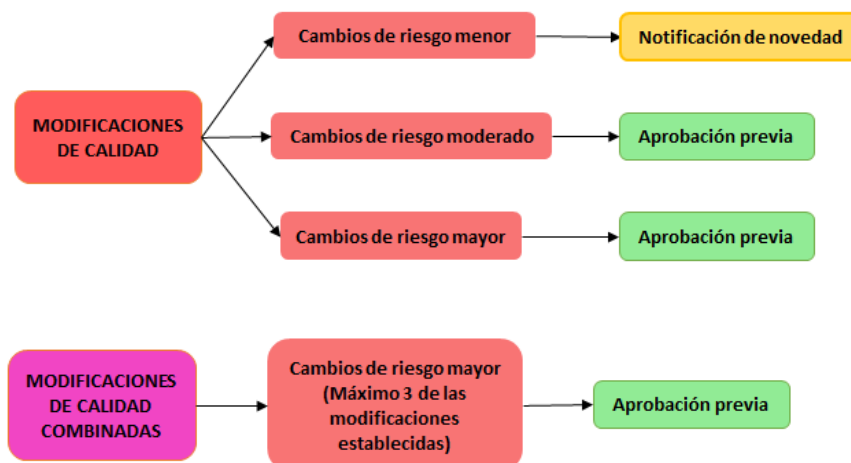 Cambios de riesgo menor
Notificación de novedad
MODIFICACIONES
DE CALIDAD
Cambios de riesgo moderado
Aprobación previa
Cambios de riesgo mayor
Aprobación previa
MODIFICACIONES
DE CALIDAD
COMBINADAS
Cambios de riesgo mayor
(Máximo 3 de las
modificaciones
establecidas)
Aprobación previa